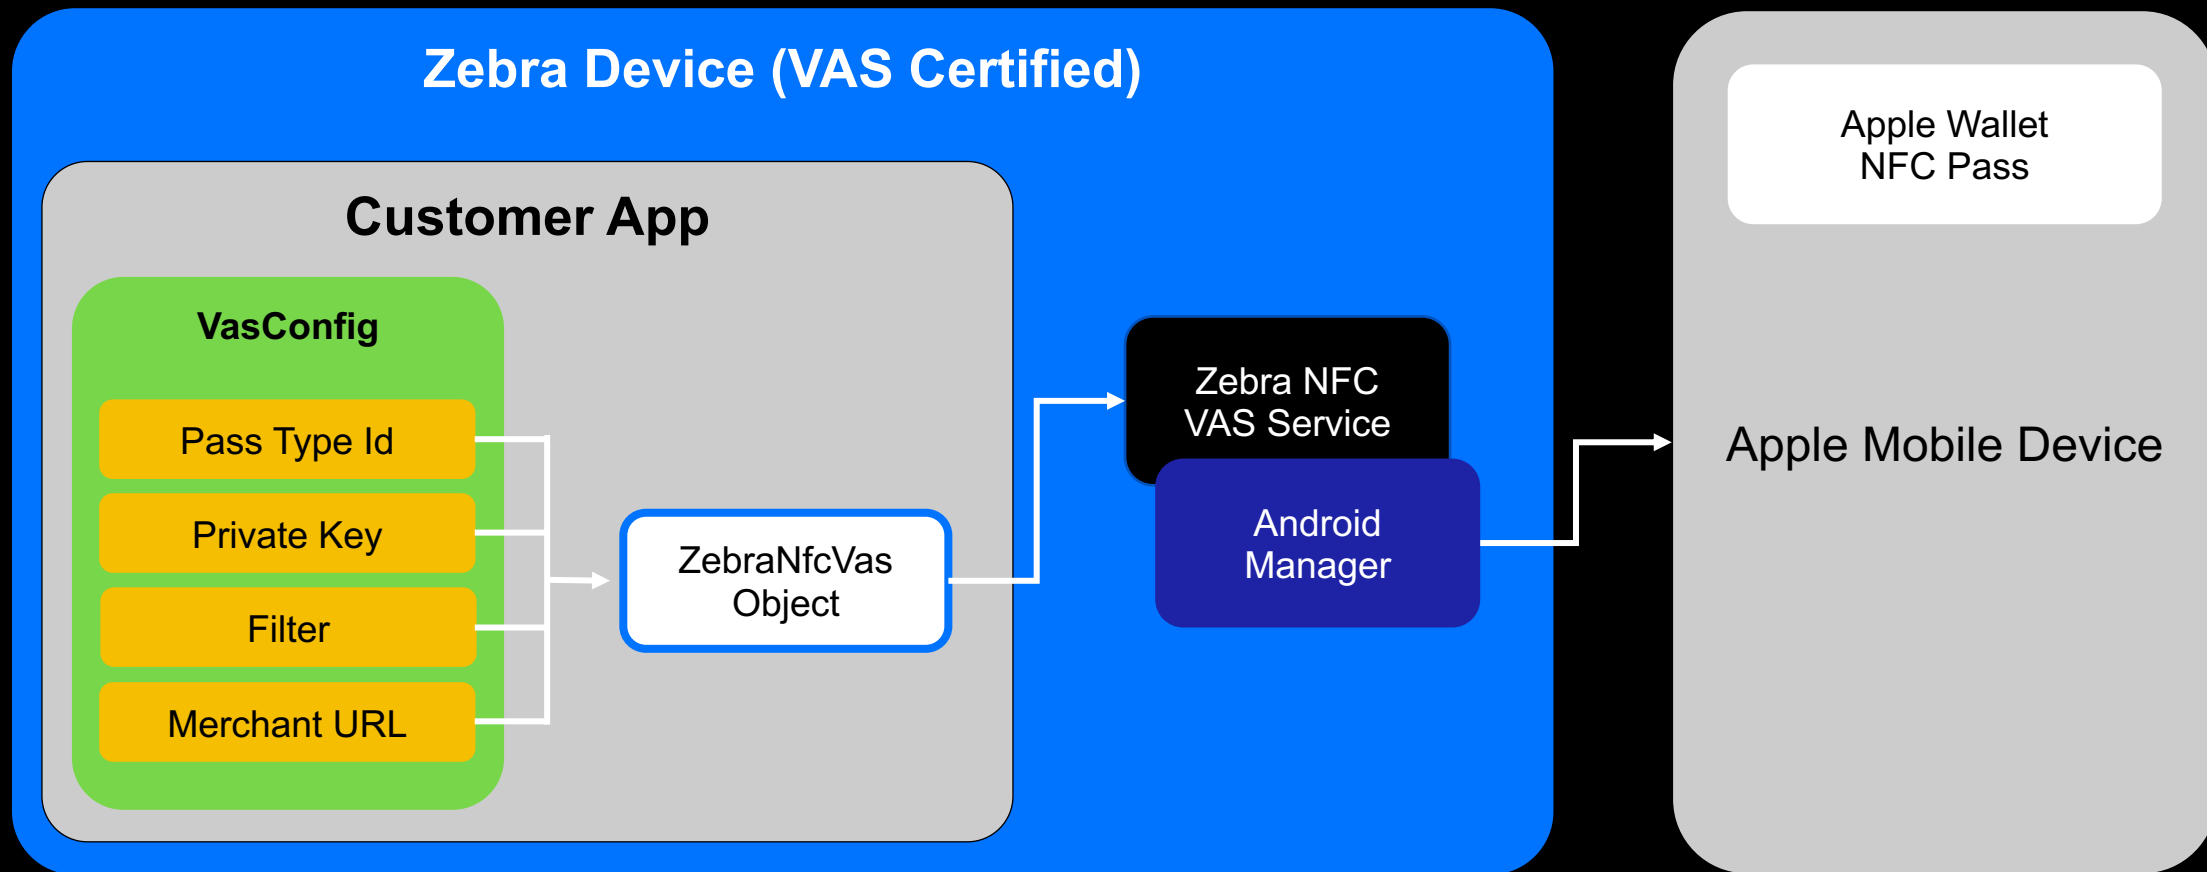 Zebra Device (VAS Certified)
Customer App
VasConfig
Pass Type Id
Private Key
Filter
Merchant URL
ZebraNfcVas
Object
Zebra NFC
VAS Service
Android
Manager
Apple Wallet
NFC Pass
Apple Mobile Device